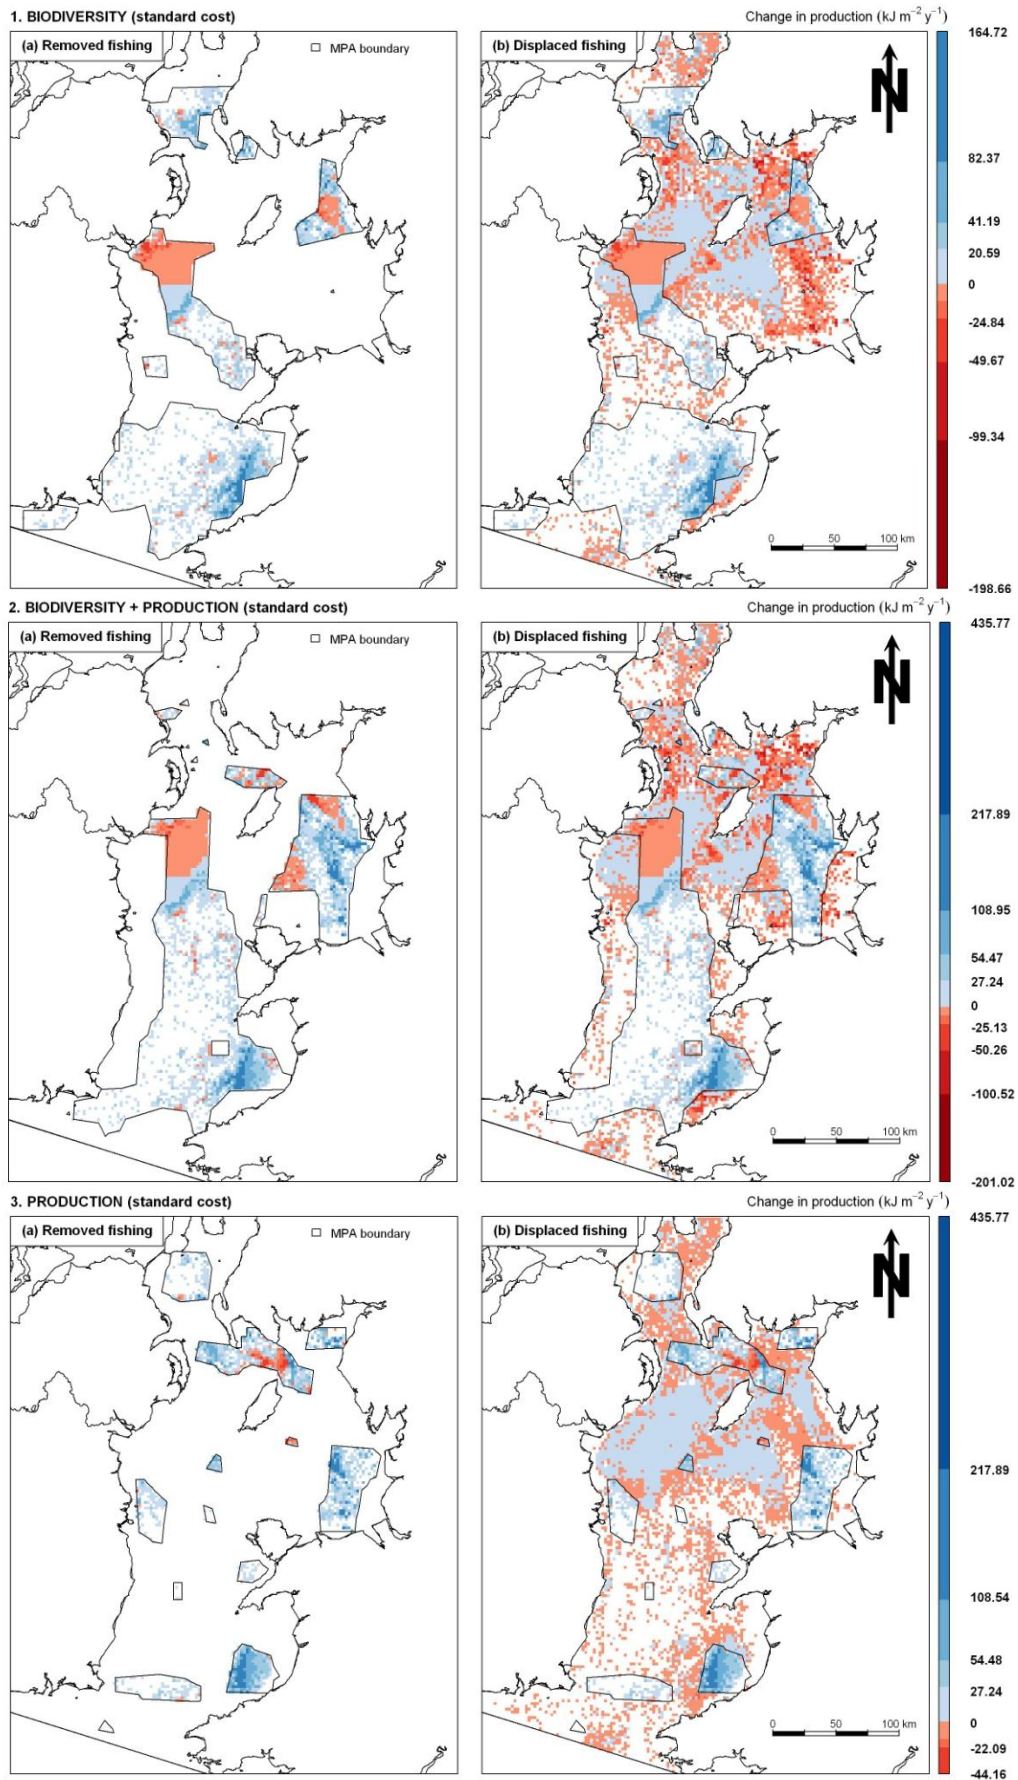 1. BIODIVERSITY (standard cost)
Change in production (kJ m⁻² y⁻¹)
(a) Removed fishing
MPA boundary
(b) Displaced fishing
N
164.72
82.37
41.19
20.59
0
-24.84
-49.67
-99.34
-198.66
0 50 100 km
2. BIODIVERSITY + PRODUCTION (standard cost)
Change in production (kJ m⁻² y⁻¹)
(a) Removed fishing
MPA boundary
(b) Displaced fishing
N
435.77
217.89
108.95
54.47
27.24
0
-25.13
-50.26
-100.52
-201.02
0 50 100 km
3. PRODUCTION (standard cost)
Change in production (kJ m⁻² y⁻¹)
(a) Removed fishing
MPA boundary
(b) Displaced fishing
N
435.77
217.89
108.54
54.48
27.24
0
-22.09
-44.16
0 50 100 km